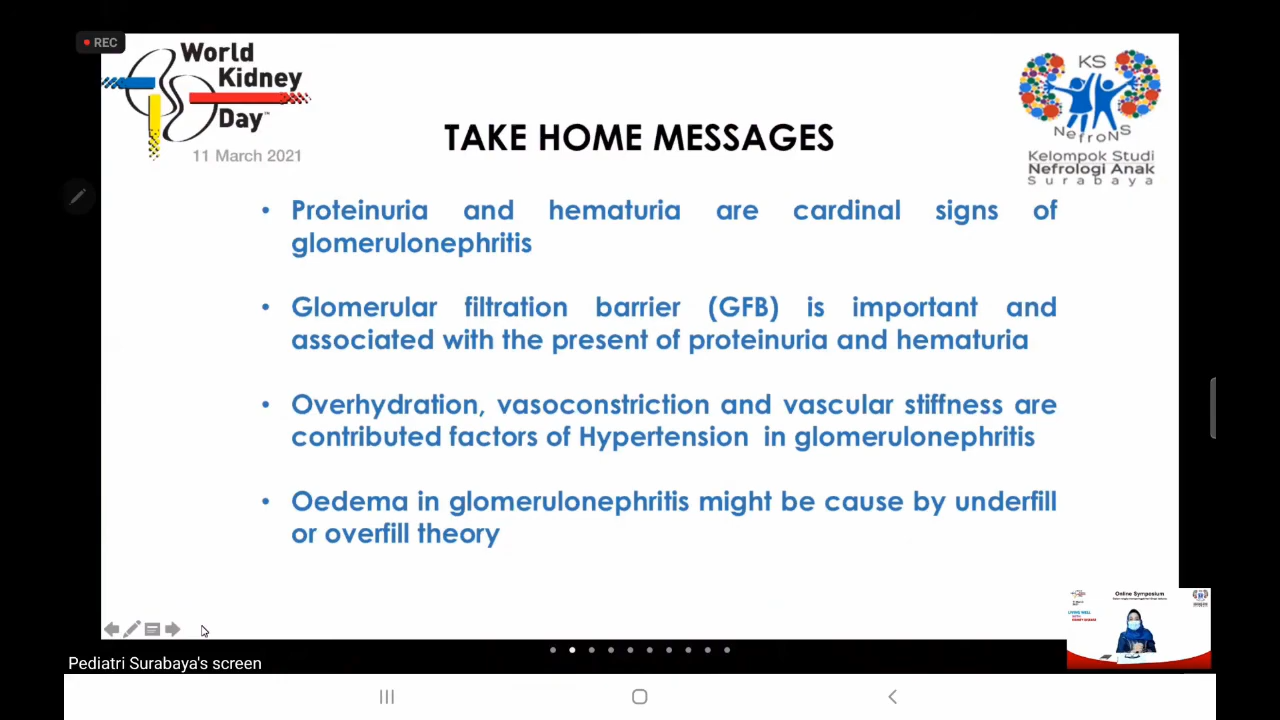 REC
World
Kidney
Day™
11 March 2021
KS
NefroNS
Kelompok Studi
Nefrologi Anak
Surabaya
TAKE HOME MESSAGES
• Proteinuria and hematuria are cardinal signs of
glomerulonephritis
• Glomerular filtration barrier (GFB) is important and
associated with the present of proteinuria and hematuria
• Overhydration, vasoconstriction and vascular stiffness are
contributed factors of Hypertension in glomerulonephritis
• Oedema in glomerulonephritis might be cause by underfill
or overfill theory
Online Symposium
LIVING WELL
Pediatri Surabaya's screen